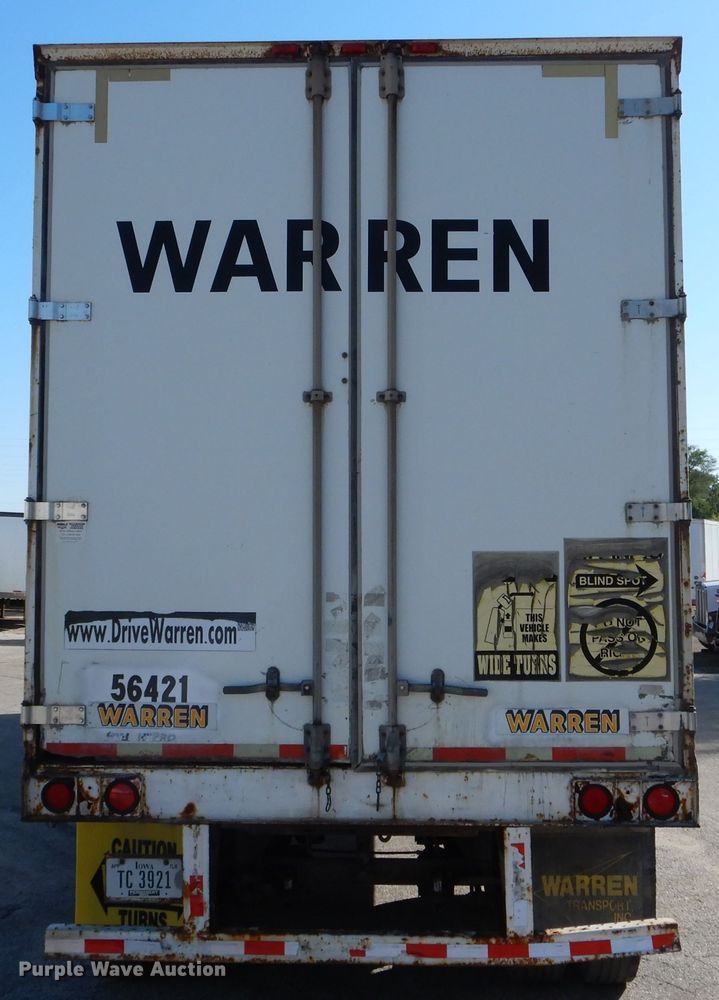 WARREN
BLIND SPOT
THIS
VEHICLE
MAKES
WIDE TURNS
DO NOT
PASS ON
www.DriveWarren.com
56421
WARREN
WARREN
CAUTION
IOWA
TC 3921
TURNS
WARREN
TRANSPORT
INC
Purple Wave Auction